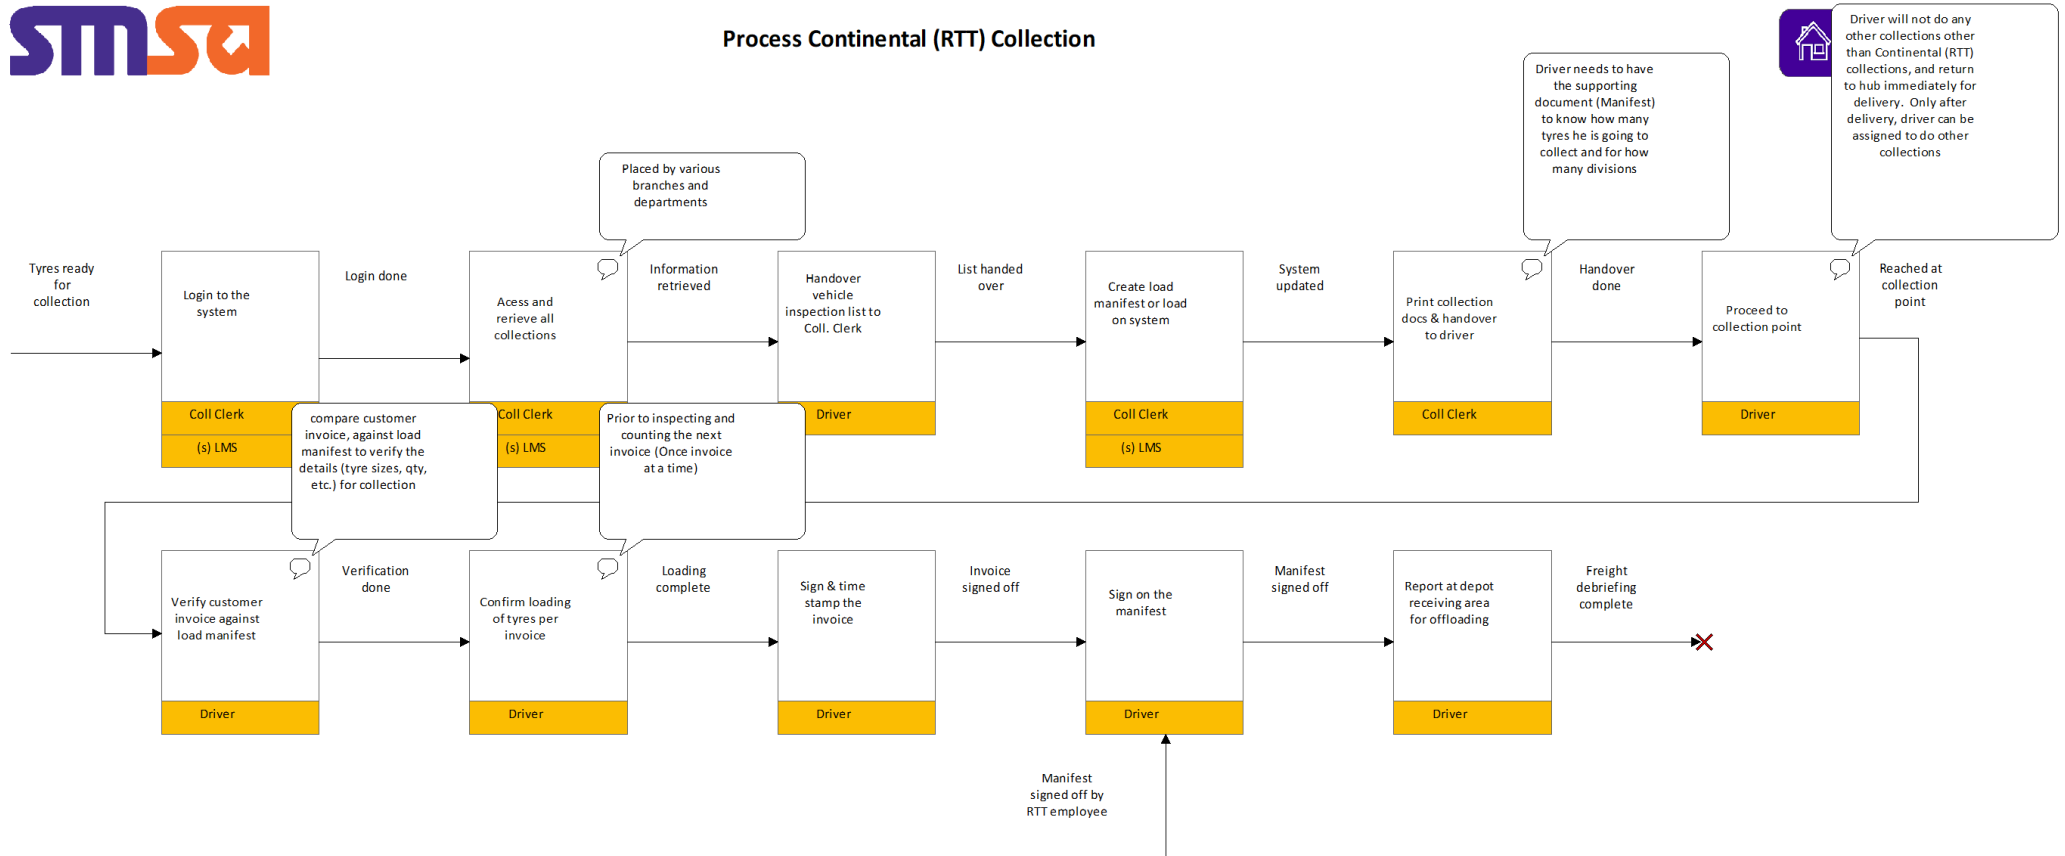 smsa
Process Continental (RTT) Collection
Driver will not do any
other collections other
than Continental (RTT)
collections, and return
to hub immediately for
delivery. Only after
delivery, driver can be
assigned to do other
collections
Driver needs to have
the supporting
document (Manifest)
to know how many
tyres he is going to
collect and for how
many divisions
Placed by various
branches and
departments
Tyres ready
for
collection
Login to the
system
Coll Clerk
(s) LMS
Login done
Acess and
rerieve all
collections
Coll Clerk
(s) LMS
Information
retrieved
Handover
vehicle
inspection list to
Coll. Clerk
Driver
List handed
over
Create load
manifest or load
on system
Coll Clerk
(s) LMS
System
updated
Print collection
docs & handover
to driver
Coll Clerk
Handover
done
Proceed to
collection point
Driver
Reached at
collection
point
compare customer
invoice, against load
manifest to verify the
details (tyre sizes, qty,
etc.) for collection
Prior to inspecting and
counting the next
invoice (Once invoice
at a time)
Verify customer
invoice against
load manifest
Driver
Verification
done
Confirm loading
of tyres per
invoice
Driver
Loading
complete
Sign & time
stamp the
invoice
Driver
Invoice
signed off
Sign on the
manifest
Driver
Manifest
signed off
Report at depot
receiving area
for offloading
Driver
Freight
debriefing
complete
Manifest
signed off by
RTT employee